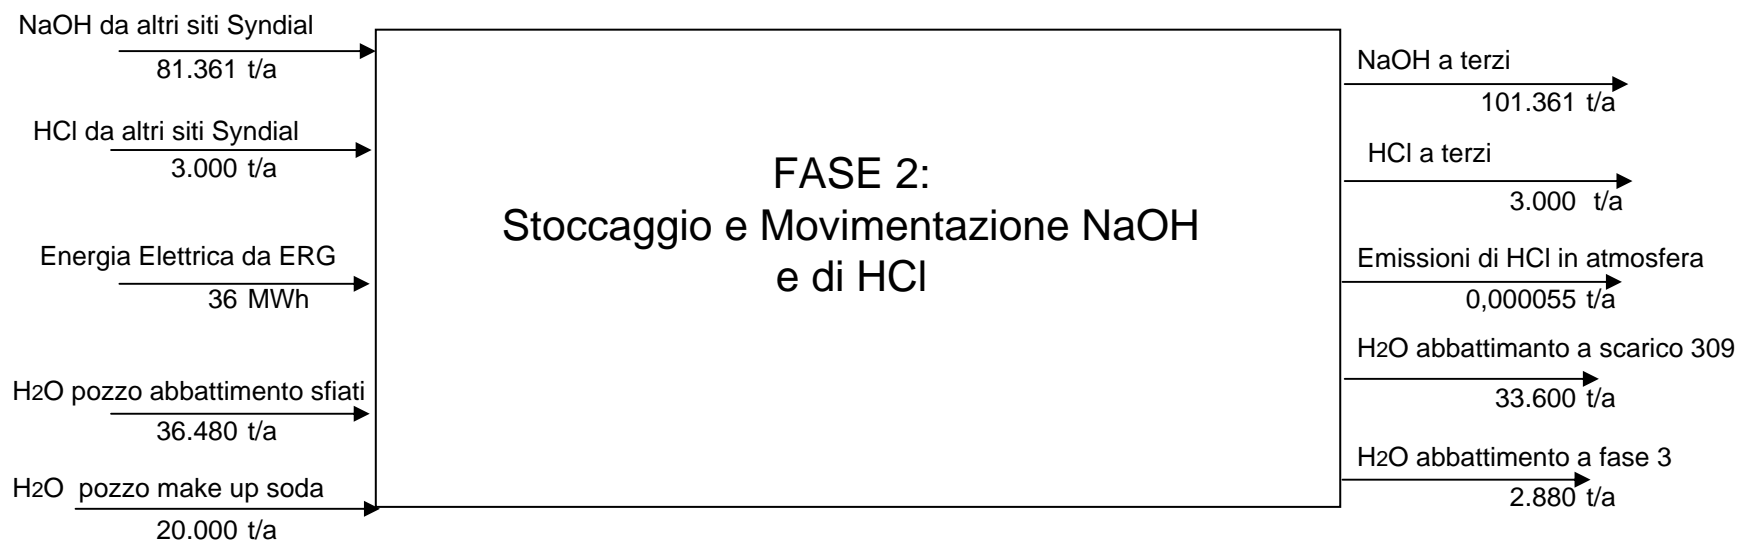 NaOH da altri siti Syndial
81.361 t/a
HCl da altri siti Syndial
3.000 t/a
Energia Elettrica da ERG
36 MWh
H2O pozzo abbattimento sfiati
36.480 t/a
H2O pozzo make up soda
20.000 t/a
FASE 2:
Stoccaggio e Movimentazione NaOH
e di HCl
NaOH a terzi
101.361 t/a
HCl a terzi
3.000 t/a
Emissioni di HCl in atmosfera
0,000055 t/a
H2O abbattimanto a scarico 309
33.600 t/a
H2O abbattimento a fase 3
2.880 t/a